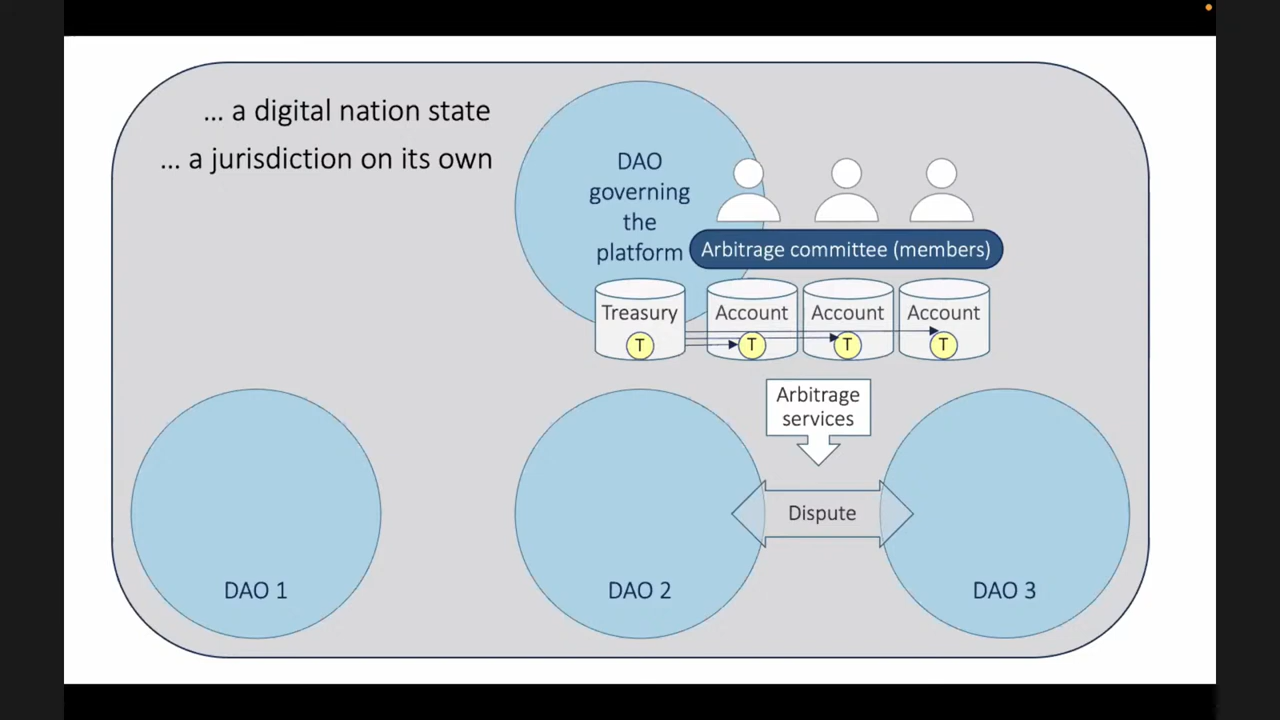 ... a digital nation state
... a jurisdiction on its own
DAO
governing
the
platform
Arbitrage committee (members)
Treasury
Account
Account
Account
T
T
T
T
Arbitrage
services
Dispute
DAO 1
DAO 2
DAO 3